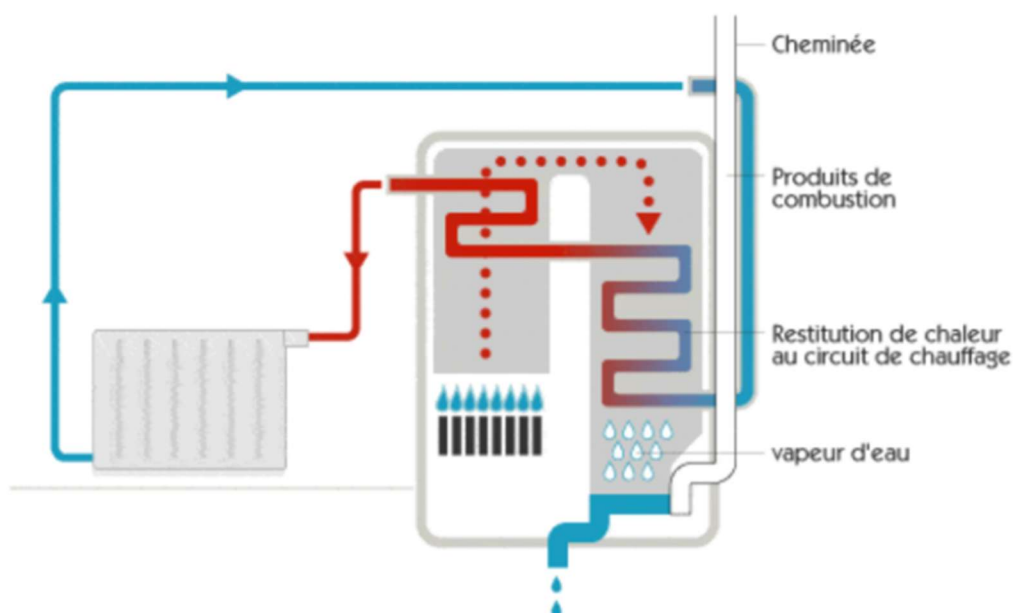 Cheminée
Produits de
combustion
Restitution de chaleur
au circuit de chauffage
vapeur d'eau